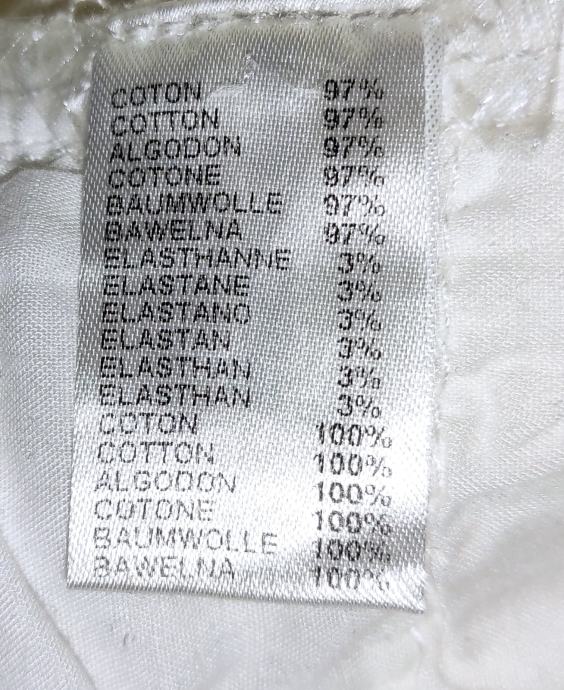 COTON 97%
COTTON 97%
ALGODON 97%
COTONE 97%
BAUMWOLLE 97%
BAWELNA 97%
ELASTHANNE 3%
ELASTANE 3%
ELASTANO 3%
ELASTAN 3%
ELASTHAN 3%
ELASTHAN 3%
COTON 100%
COTTON 100%
ALGODON 100%
COTONE 100%
BAUMWOLLE 100%
BAWELNA 100%